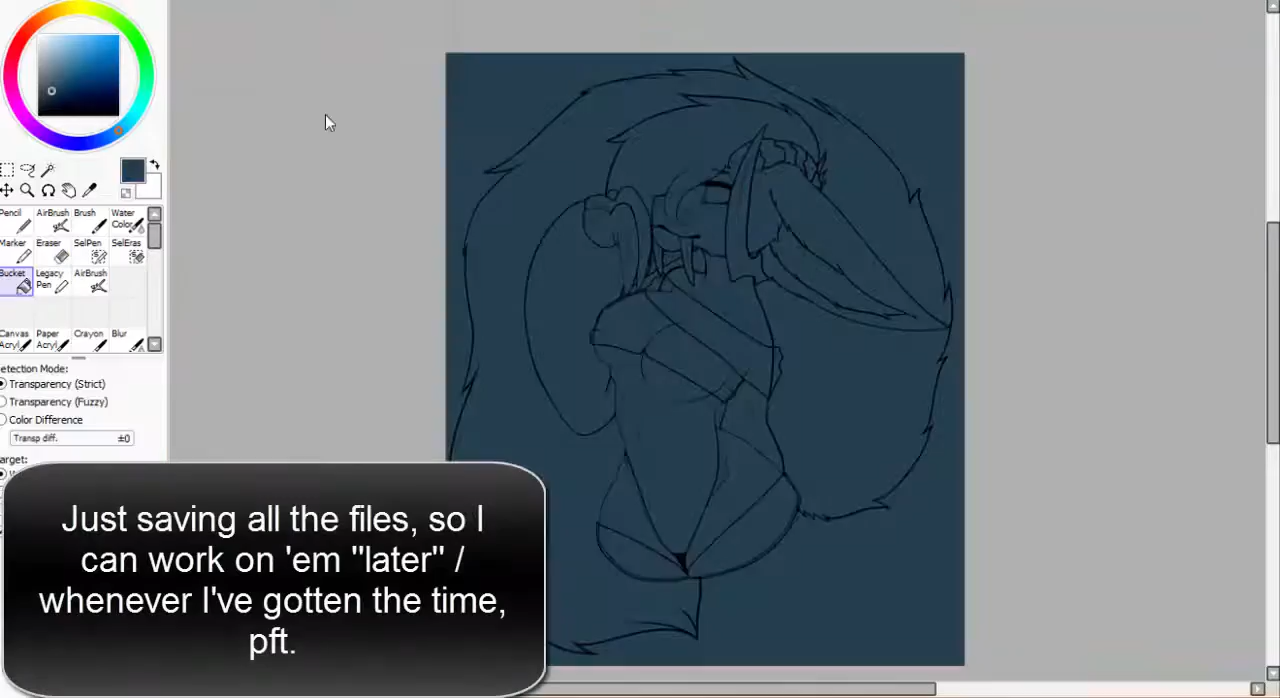 Pencil AirBrush Brush Water Color
Marker Eraser SelPen SelEras
Bucket Legacy Pen AirBrush
Canvas Acryl Paper Acryl Crayon Blur
etection Mode:
Transparency (Strict)
Transparency (Fuzzy)
Color Difference
Transp diff. ±0
arget:
Just saving all the files, so I
can work on 'em "later" /
whenever I've gotten the time,
pft.